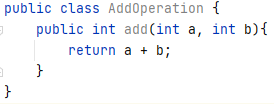 public class AddOperation {
    public int add(int a, int b){
        return a + b;
    }
}